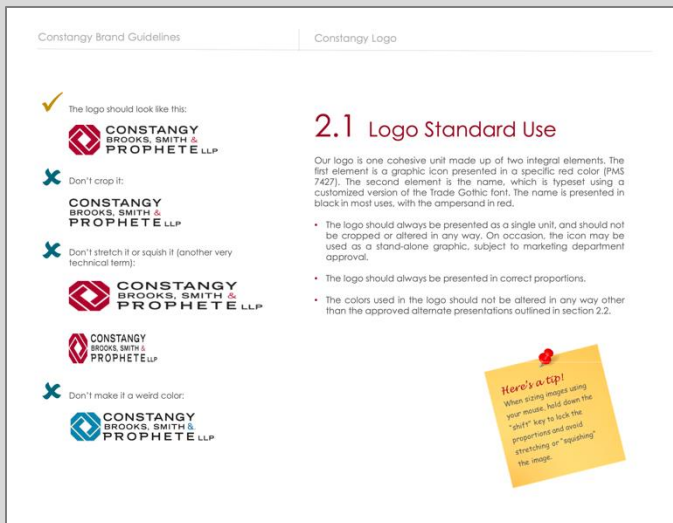 Constangy Brand Guidelines
Constangy Logo
The logo should look like this:
CONSTANGY
BROOKS, SMITH &
PROPHETE LLP
Don't crop it:
CONSTANGY
BROOKS, SMITH &
PROPHETE LLP
Don't stretch it or squish it (another very
technical term):
CONSTANGY
BROOKS, SMITH &
PROPHETE LLP
CONSTANGY
BROOKS, SMITH &
PROPHETE LLP
Don't make it a weird color:
CONSTANGY
BROOKS, SMITH &
PROPHETE LLP
2.1 Logo Standard Use
Our logo is one cohesive unit made up of two integral elements. The
first element is a graphic icon presented in a specific red color (PMS
7427). The second element is the name, which is typeset using a
customized version of the Trade Gothic font. The name is presented in
black in most uses, with the ampersand in red.
• The logo should always be presented as a single unit, and should not
be cropped or altered in any way. On occasion, the icon may be
used as a stand-alone graphic, subject to marketing department
approval.
• The logo should always be presented in correct proportions.
• The colors used in the logo should not be altered in any way other
than the approved alternate presentations outlined in section 2.2.
Here's a tip!
When sizing images using
your mouse, hold down the
"shift" key to lock the
proportions and avoid
stretching or "squishing"
the image.